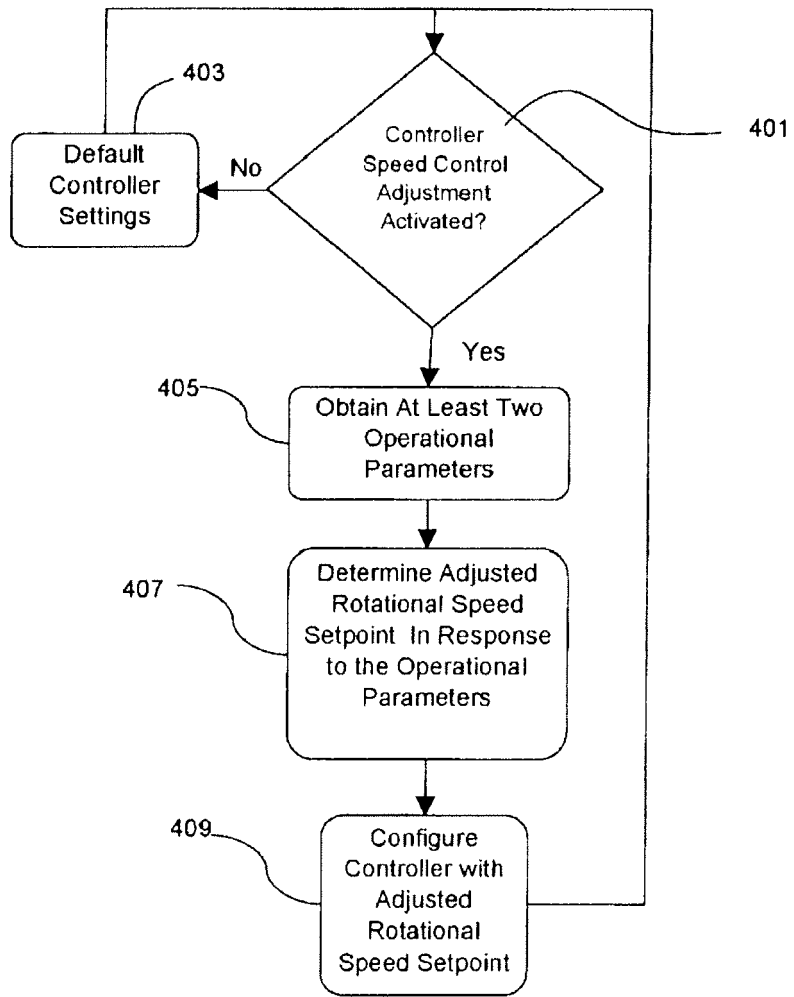 403
401
Controller
Speed Control
Adjustment
Activated?
Default
Controller
Settings
No
Yes
405
Obtain At Least Two
Operational
Parameters
407
Determine Adjusted
Rotational Speed
Setpoint In Response
to the Operational
Parameters
409
Configure
Controller with
Adjusted
Rotational
Speed Setpoint